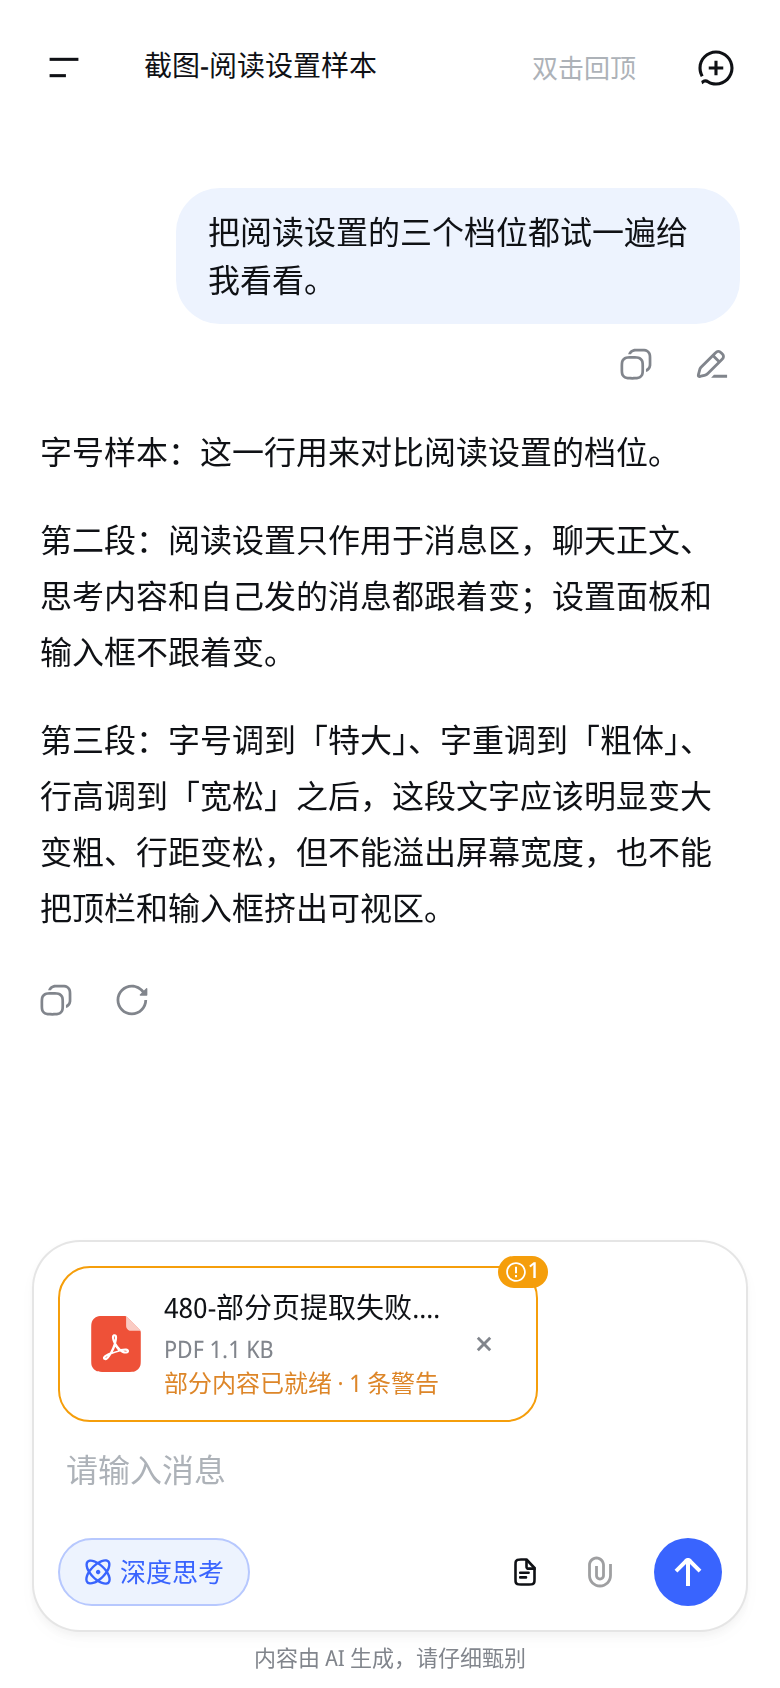 截图-阅读设置样本
双击回顶
把阅读设置的三个档位都试一遍给
我看看。
字号样本：这一行用来对比阅读设置的档位。
第二段：阅读设置只作用于消息区，聊天正文、
思考内容和自己发的消息都跟着变；设置面板和
输入框不跟着变。
第三段：字号调到「特大」、字重调到「粗体」、
行高调到「宽松」之后，这段文字应该明显变大
变粗、行距变松，但不能溢出屏幕宽度，也不能
把顶栏和输入框挤出可视区。
1
480-部分页提取失败....
PDF 1.1 KB
部分内容已就绪 · 1 条警告
请输入消息
深度思考
内容由 AI 生成，请仔细甄别